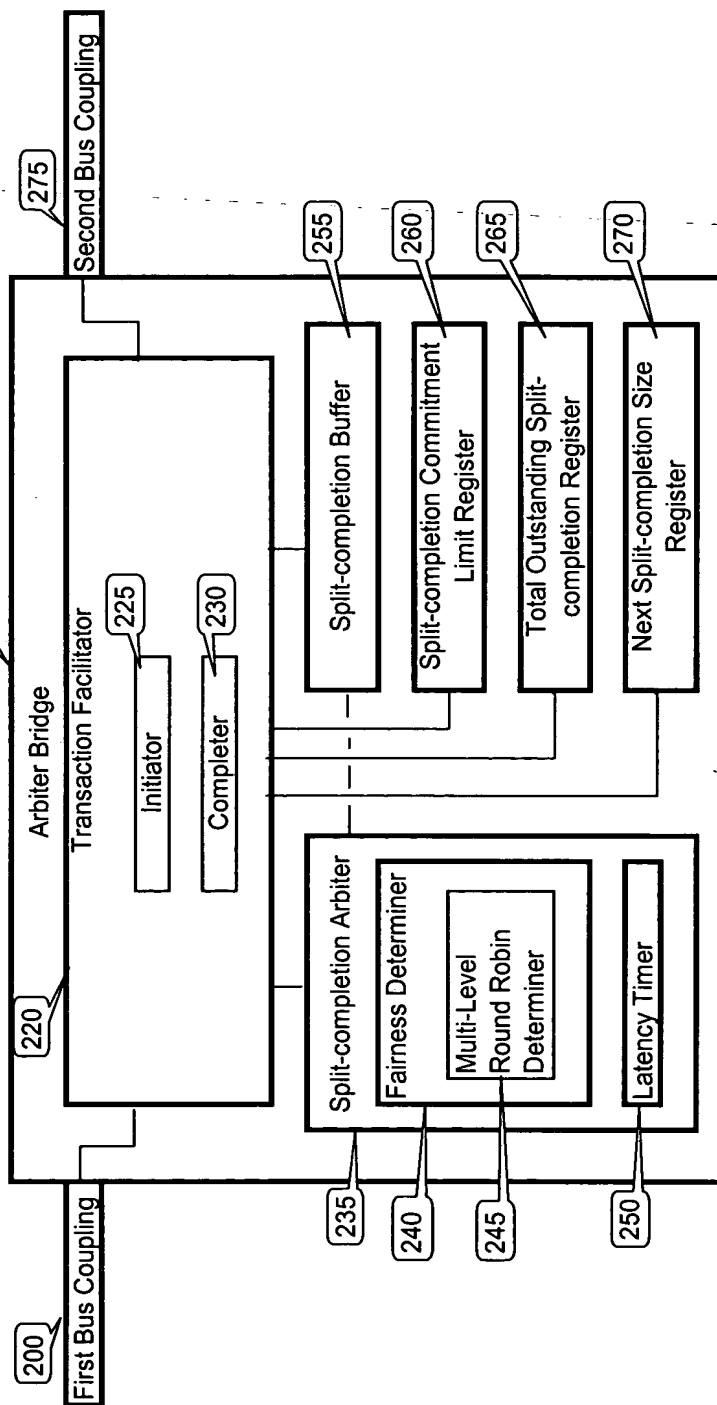 Arbiter Bridge
200
First Bus Coupling
275
Second Bus Coupling
220
Transaction Facilitator
Initiator
225
Completer
230
Split-completion Arbiter
235
Fairness Determiner
240
Multi-Level
Round Robin
Determiner
245
Latency Timer
250
Split-completion Buffer
255
Split-completion Commitment
Limit Register
260
Total Outstanding Split-
completion Register
265
Next Split-completion Size
Register
270